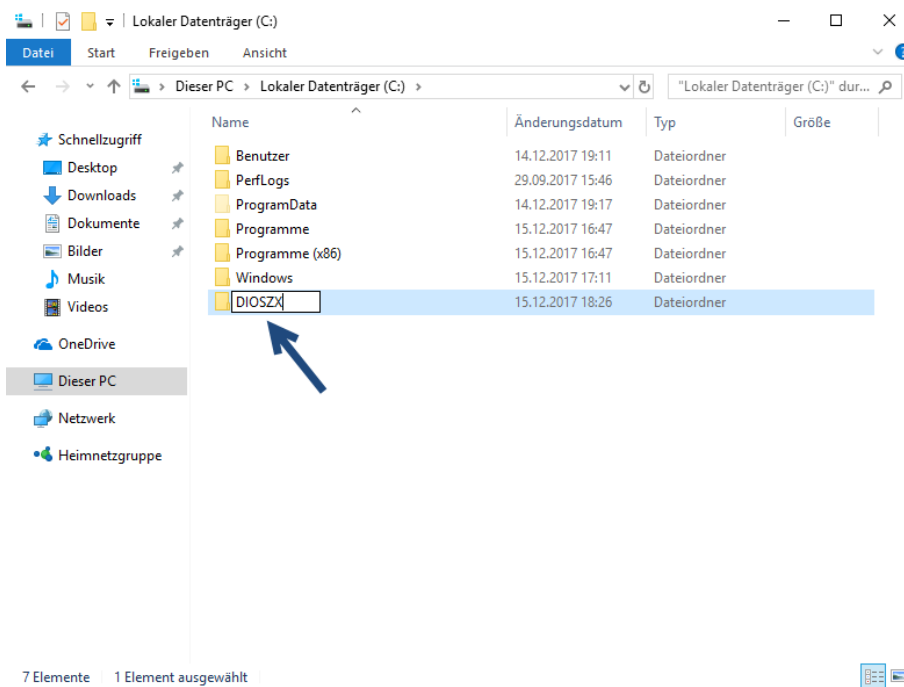 Lokaler Datenträger (C:)
Datei Start Freigeben Ansicht
Dieser PC Lokaler Datenträger (C:) "Lokaler Datenträger (C:)" dur...
Name Änderungsdatum Typ Größe
Schnellzugriff
Desktop
Downloads
Dokumente
Bilder
Musik
Videos
OneDrive
Dieser PC
Netzwerk
Heimnetzgruppe
Benutzer 14.12.2017 19:11 Dateiordner
PerfLogs 29.09.2017 15:46 Dateiordner
ProgramData 14.12.2017 19:17 Dateiordner
Programme 15.12.2017 16:47 Dateiordner
Programme (x86) 15.12.2017 16:47 Dateiordner
Windows 15.12.2017 17:11 Dateiordner
DIOSZX 15.12.2017 18:26 Dateiordner
7 Elemente 1 Element ausgewählt